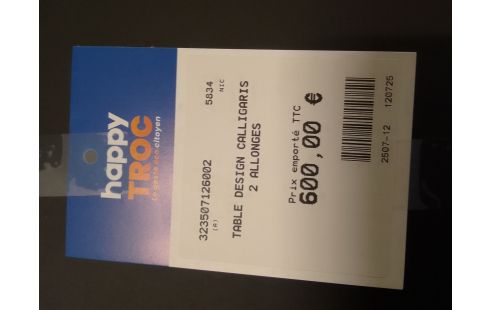 happy
TROC
Le geste éco citoyen
323507126002 5834
(A) NIC
TABLE DESIGN CALLIGARIS
2 ALLONGES
Prix emporté TTC
600,00 €
2507-12 120725